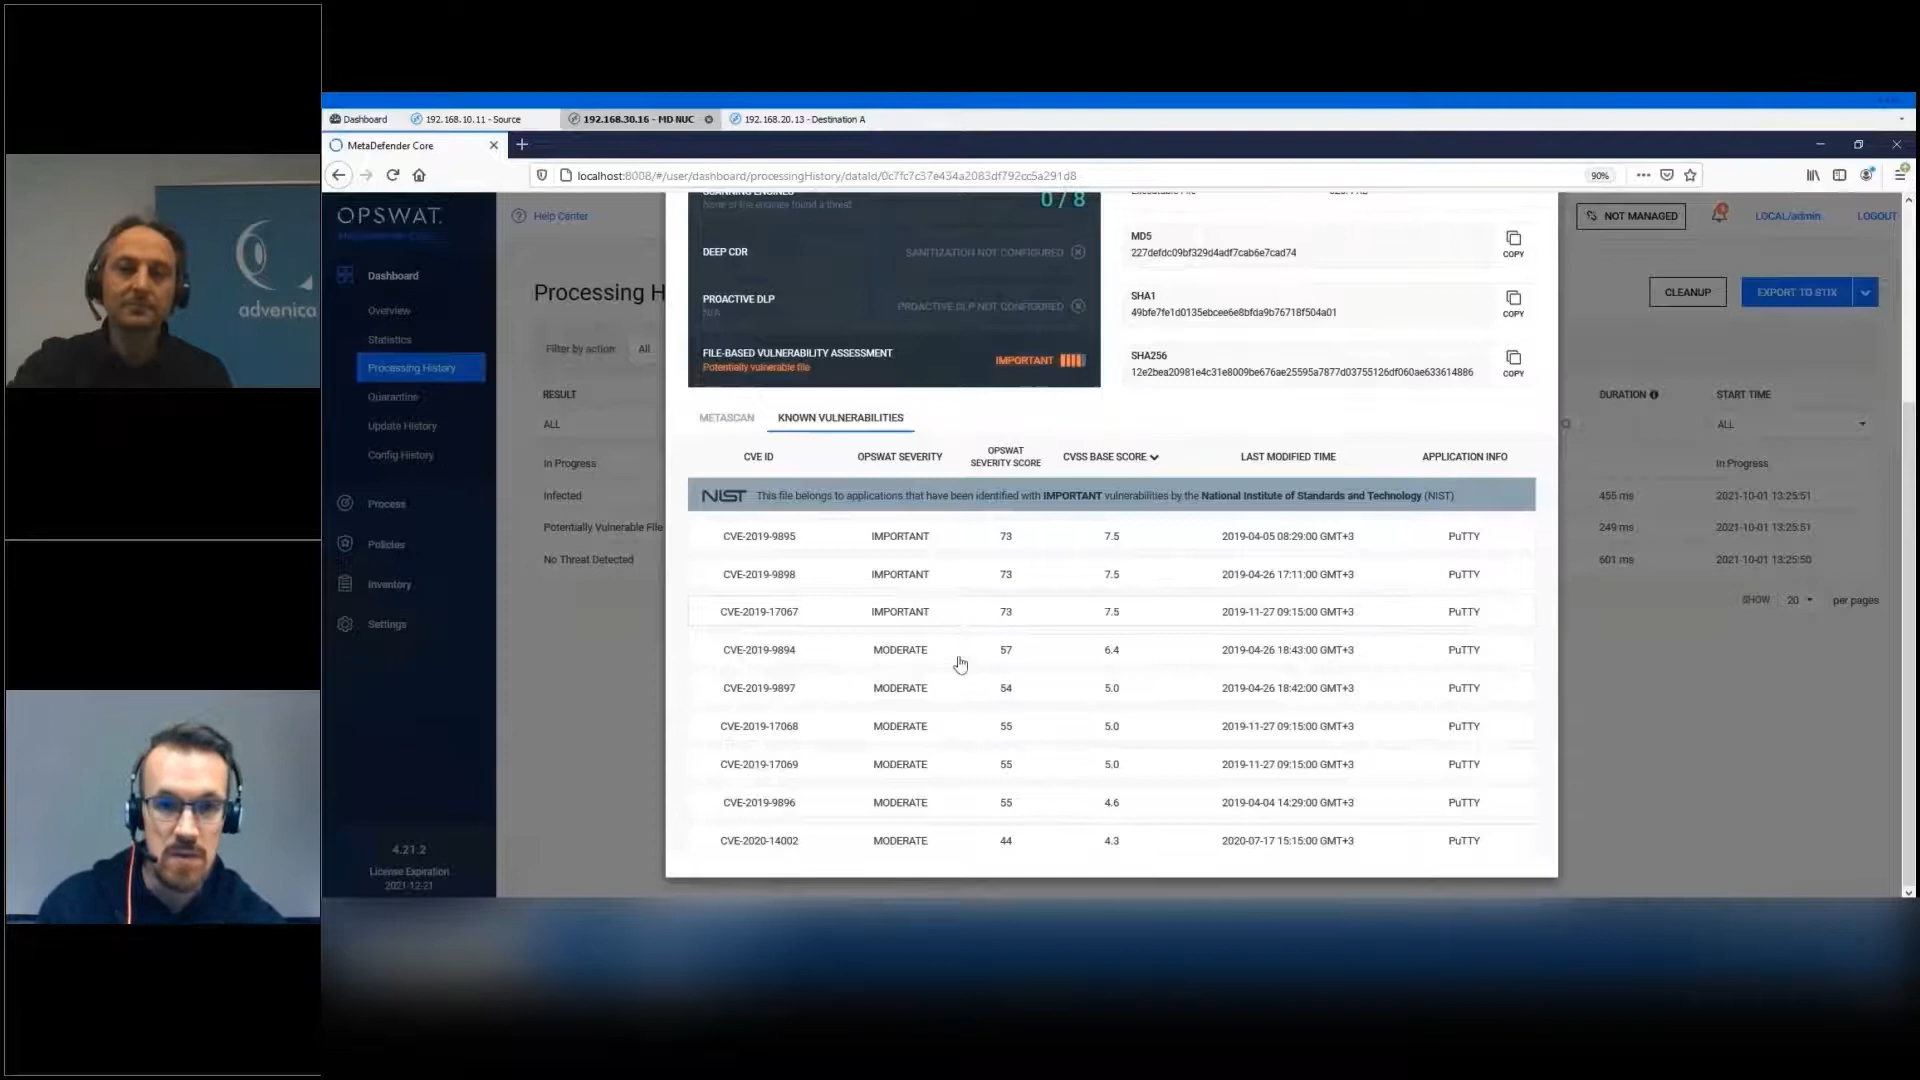 advenica
Dashboard
192.168.10.11 - Source
192.168.30.16 - MD NUC
192.168.20.13 - Destination A
MetaDefender Core
localhost:8008/#/user/dashboard/processingHistory/dataId/0c7fc7c37e434a2083df792cc5a291d8
90%
OPSWAT.
Help Center
NOT MANAGED
LOCAL/admin
LOGOUT
Dashboard
Overview
Statistics
Processing History
Quarantine
Update History
Config History
Process
Policies
Inventory
Settings
4.21.2
License Expiration
2021-12-21
Processing H
CLEANUP
EXPORT TO STIX
Filter by action:
All
RESULT
DURATION
START TIME
ALL
ALL
In Progress
In Progress
Infected
455 ms
2021-10-01 13:25:51
Potentially Vulnerable File
249 ms
2021-10-01 13:25:51
No Threat Detected
601 ms
2021-10-01 13:25:50
SHOW
20
per pages
SCANNING ENGINES
None of the engines found a threat
0 / 8
DEEP CDR
SANITIZATION NOT CONFIGURED
PROACTIVE DLP
N/A
PROACTIVE DLP NOT CONFIGURED
FILE-BASED VULNERABILITY ASSESSMENT
Potentially vulnerable file
IMPORTANT
Executable File
MD5
227defdc09bf329d4adf7cab6e7cad74
COPY
SHA1
49bfe7fe1d0135ebcee6e8bfda9b76718f504a01
COPY
SHA256
12e2bea20981e4c31e8009be676ae25595a7877d03755126df060ae633614886
COPY
METASCAN
KNOWN VULNERABILITIES
CVE ID
OPSWAT SEVERITY
OPSWAT
SEVERITY SCORE
CVSS BASE SCORE
LAST MODIFIED TIME
APPLICATION INFO
NIST This file belongs to applications that have been identified with IMPORTANT vulnerabilities by the National Institute of Standards and Technology (NIST)
CVE-2019-9895 IMPORTANT 73 7.5 2019-04-05 08:29:00 GMT+3 PuTTY
CVE-2019-9898 IMPORTANT 73 7.5 2019-04-26 17:11:00 GMT+3 PuTTY
CVE-2019-17067 IMPORTANT 73 7.5 2019-11-27 09:15:00 GMT+3 PuTTY
CVE-2019-9894 MODERATE 57 6.4 2019-04-26 18:43:00 GMT+3 PuTTY
CVE-2019-9897 MODERATE 54 5.0 2019-04-26 18:42:00 GMT+3 PuTTY
CVE-2019-17068 MODERATE 55 5.0 2019-11-27 09:15:00 GMT+3 PuTTY
CVE-2019-17069 MODERATE 55 5.0 2019-11-27 09:15:00 GMT+3 PuTTY
CVE-2019-9896 MODERATE 55 4.6 2019-04-04 14:29:00 GMT+3 PuTTY
CVE-2020-14002 MODERATE 44 4.3 2020-07-17 15:15:00 GMT+3 PuTTY